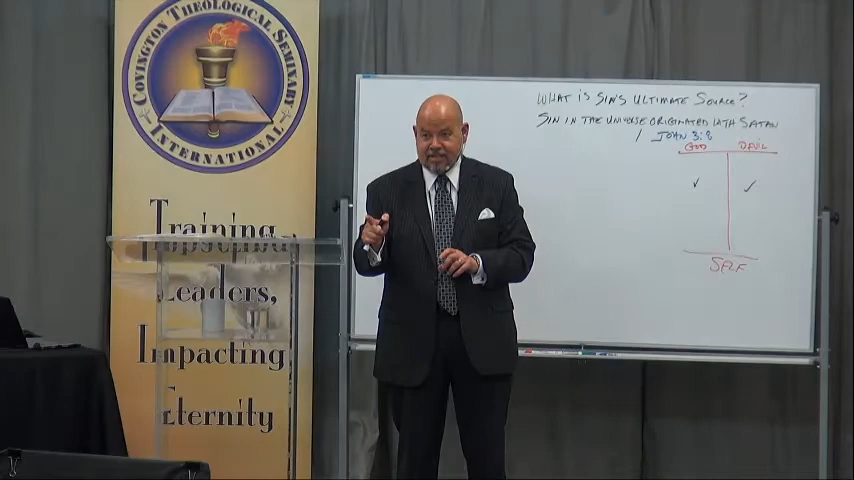 COVINGTON THEOLOGICAL SEMINARY
INTERNATIONAL
Training
Leaders,
Impacting
Eternity
WHAT IS SIN'S ULTIMATE SOURCE?
SIN IN THE UNIVERSE ORIGINATED WITH SATAN
1 JOHN 3:8
GOD DEVIL
SELF